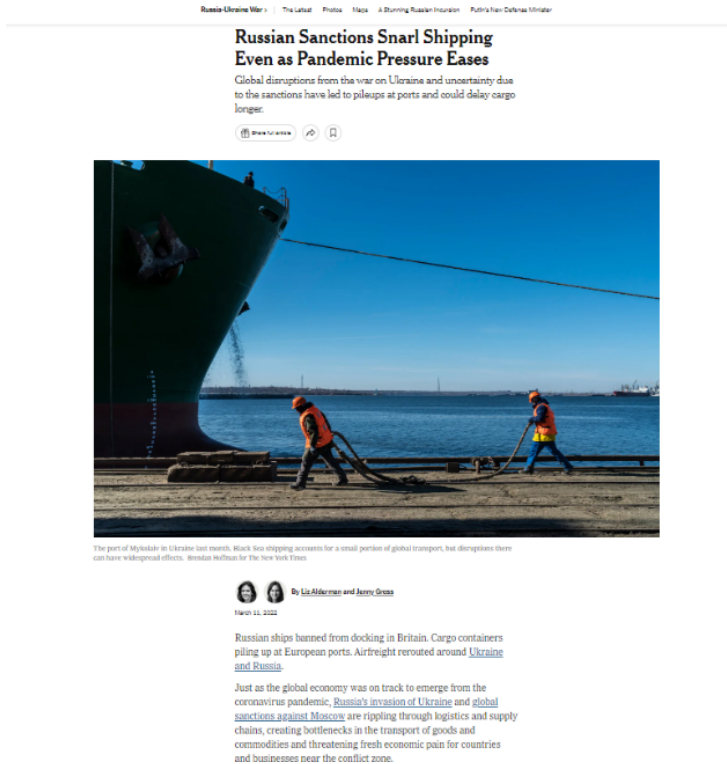 Russia-Ukraine War > The Latest Photos Maps A Stunning Russian Incursion Putin's New Defense Minister
Russian Sanctions Snarl Shipping
Even as Pandemic Pressure Eases
Global disruptions from the war on Ukraine and uncertainty due
to the sanctions have led to pileups at ports and could delay cargo
longer.
Share full article
The port of Mykolaiv in Ukraine last month. Black Sea shipping accounts for a small portion of global transport, but disruptions there
can have widespread effects. Brendan Hoffman for The New York Times
By Liz Alderman and Jenny Gross
March 11, 2022
Russian ships banned from docking in Britain. Cargo containers
piling up at European ports. Airfreight rerouted around Ukraine
and Russia.
Just as the global economy was on track to emerge from the
coronavirus pandemic, Russia's invasion of Ukraine and global
sanctions against Moscow are rippling through logistics and supply
chains, creating bottlenecks in the transport of goods and
commodities and threatening fresh economic pain for countries
and businesses near the conflict zone.